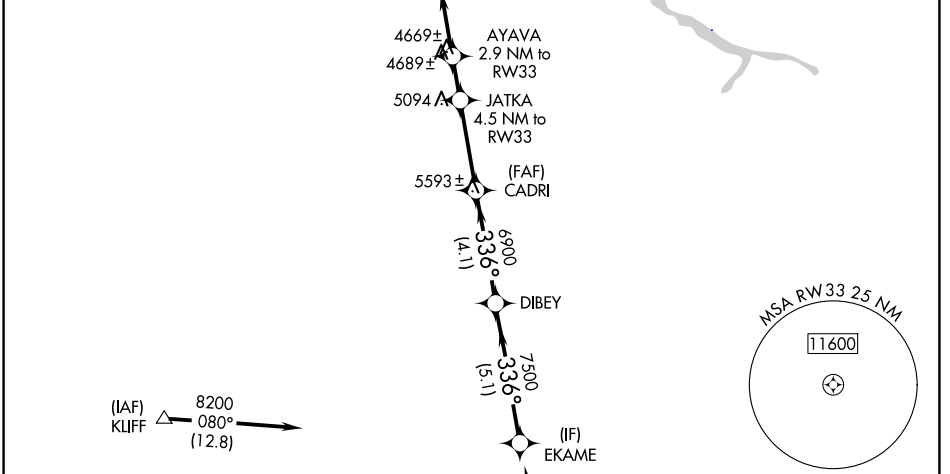 4669±
4689±
AYAVA
2.9 NM to
RW33
5094
JATKA
4.5 NM to
RW33
5593±
(FAF)
CADRI
6900
336°
(4.1)
DIBEY
7500
336°
(5.1)
(IF)
EKAME
(IAF)
KLIFF
8200
080°
(12.8)
MSA RW33 25 NM
11600